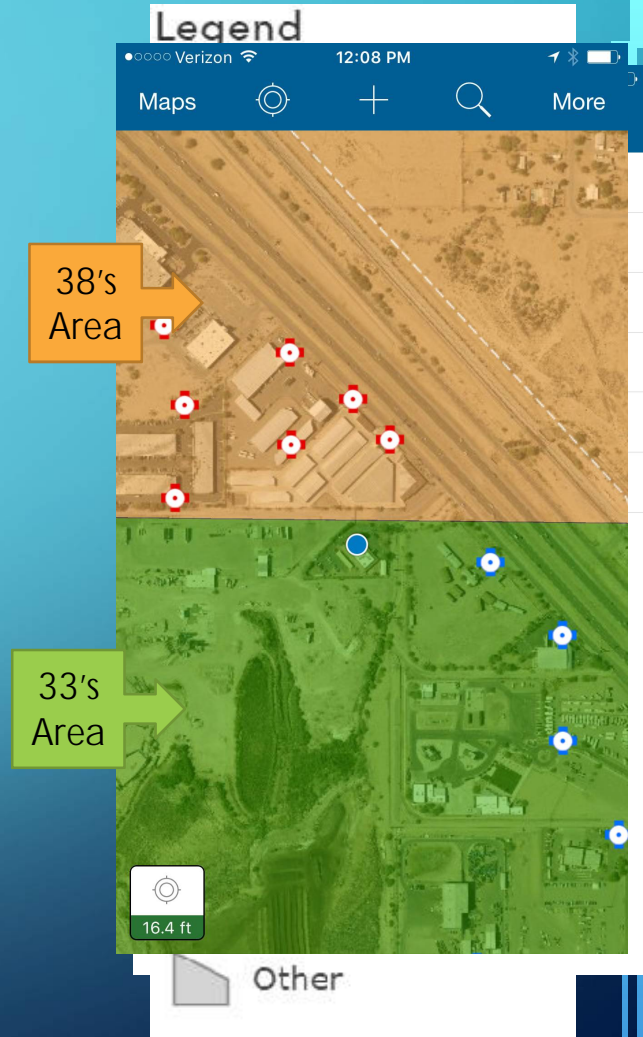 Legend
Verizon 12:08 PM
Maps More
38's
Area
33's
Area
16.4 ft
Other